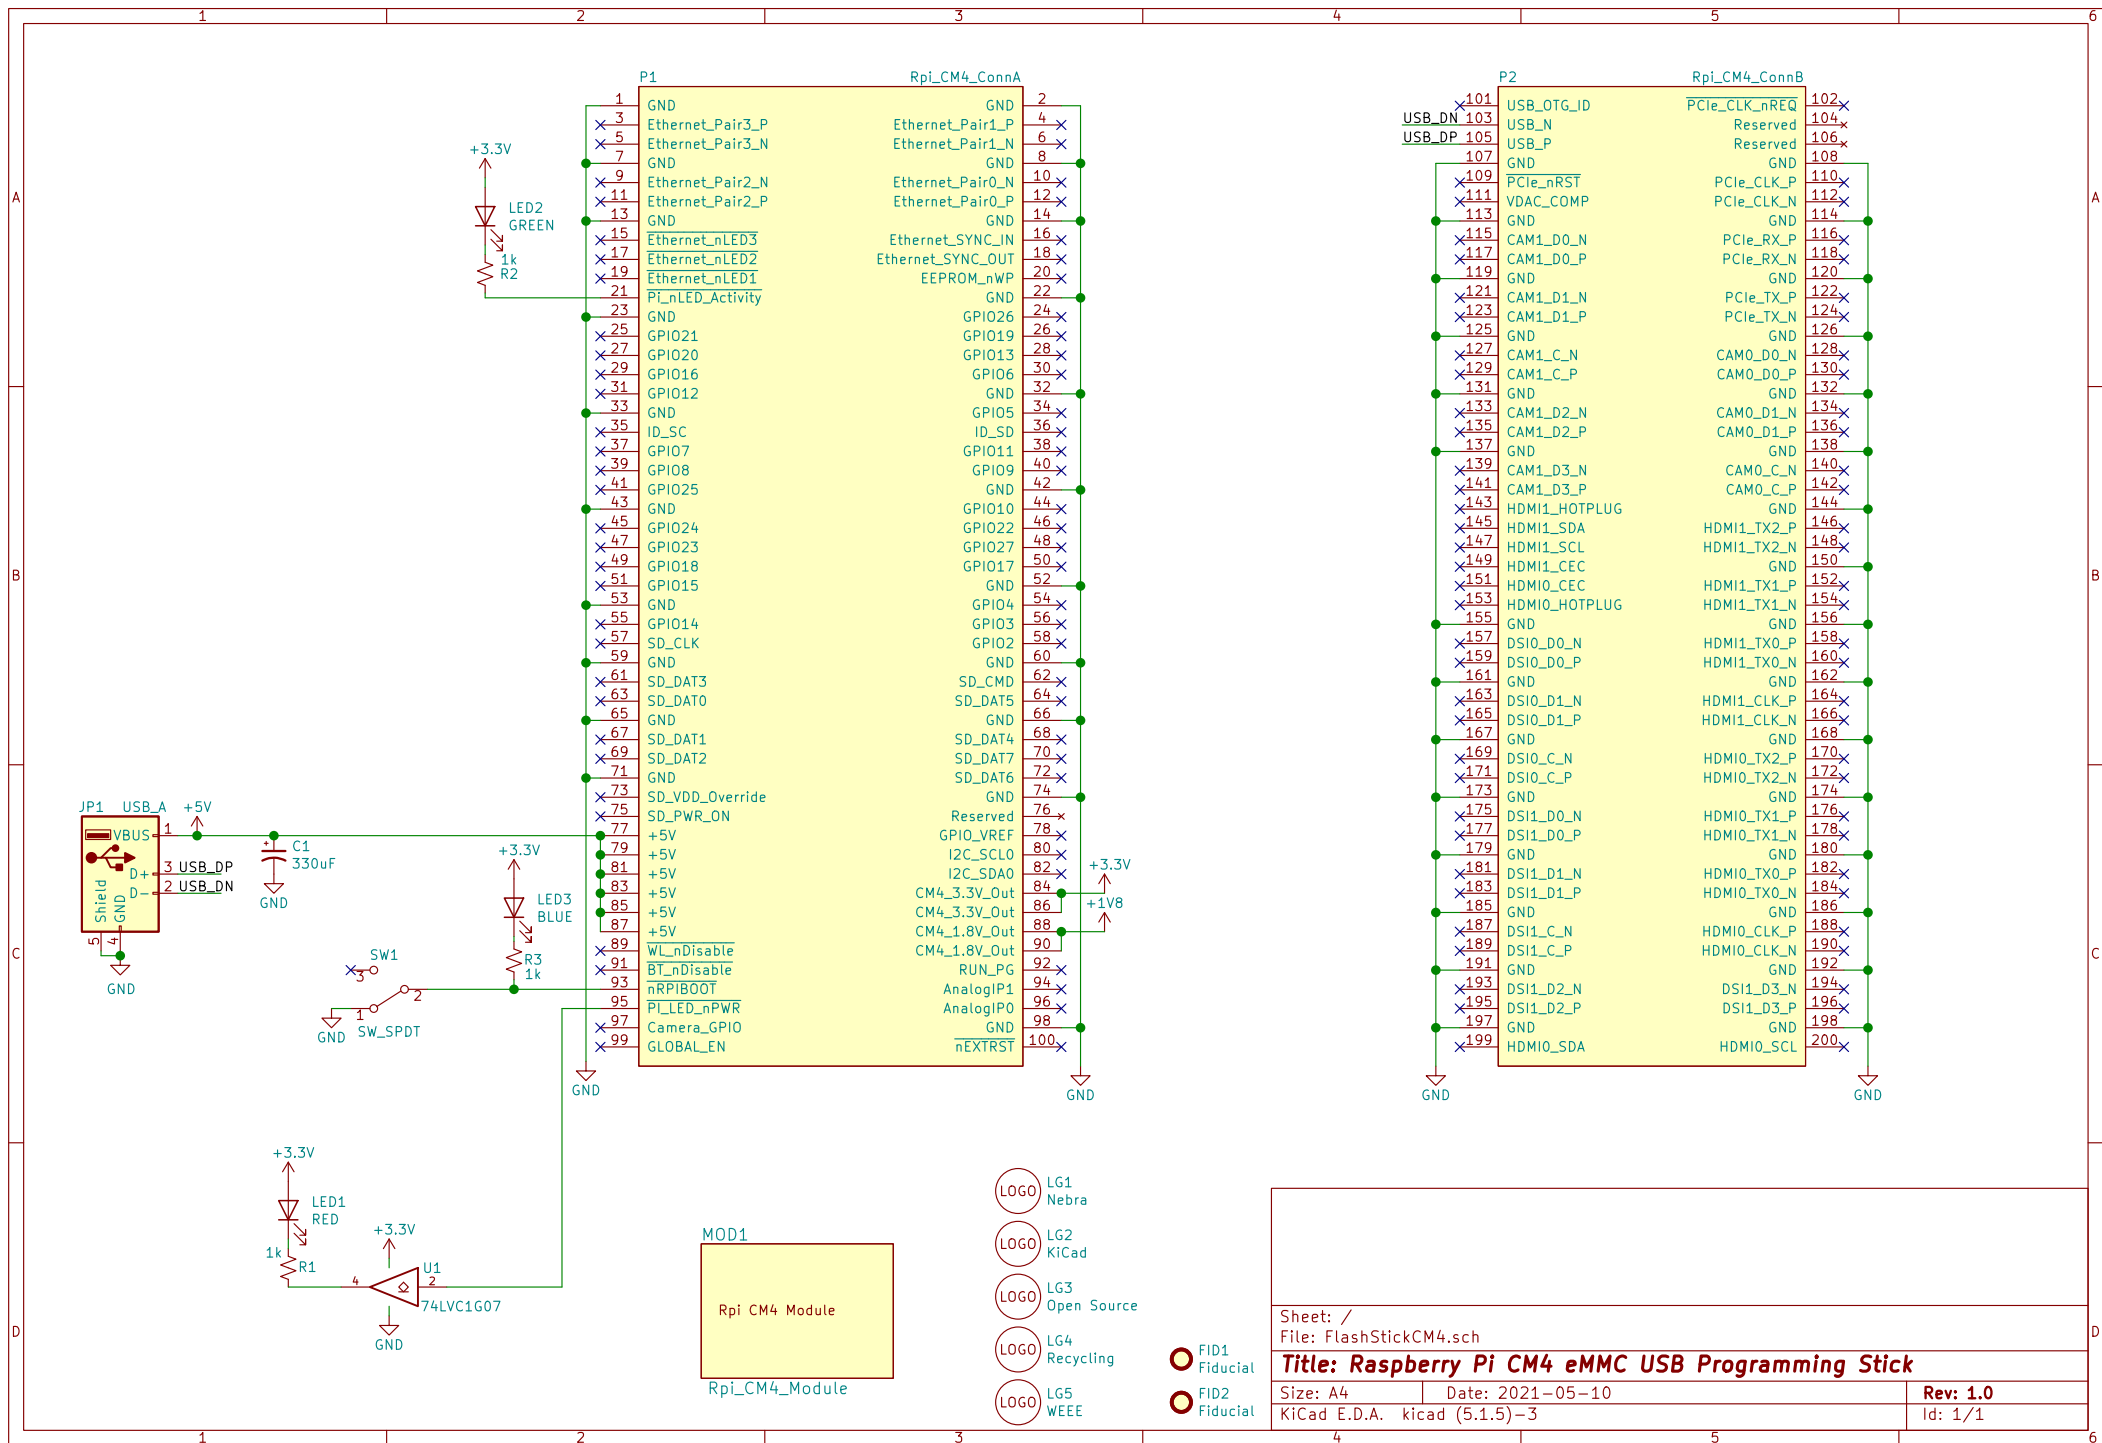 1 2 3 4 5 6
A
B
C
D
A
B
C
D
1 2 3 4 5 6
P1 Rpi_CM4_ConnA
1 GND GND 2
3 Ethernet_Pair3_P Ethernet_Pair1_P 4
5 Ethernet_Pair3_N Ethernet_Pair1_N 6
7 GND GND 8
9 Ethernet_Pair2_N Ethernet_Pair0_N 10
11 Ethernet_Pair2_P Ethernet_Pair0_P 12
13 GND GND 14
15 Ethernet_nLED3 Ethernet_SYNC_IN 16
17 Ethernet_nLED2 Ethernet_SYNC_OUT 18
19 Ethernet_nLED1 EEPROM_nWP 20
21 Pi_nLED_Activity GND 22
23 GND GPIO26 24
25 GPIO21 GPIO19 26
27 GPIO20 GPIO13 28
29 GPIO16 GPIO6 30
31 GPIO12 GND 32
33 GND GPIO5 34
35 ID_SC ID_SD 36
37 GPIO7 GPIO11 38
39 GPIO8 GPIO9 40
41 GPIO25 GND 42
43 GND GPIO10 44
45 GPIO24 GPIO22 46
47 GPIO23 GPIO27 48
49 GPIO18 GPIO17 50
51 GPIO15 GND 52
53 GND GPIO4 54
55 GPIO14 GPIO3 56
57 SD_CLK GPIO2 58
59 GND GND 60
61 SD_DAT3 SD_CMD 62
63 SD_DAT0 SD_DAT5 64
65 GND GND 66
67 SD_DAT1 SD_DAT4 68
69 SD_DAT2 SD_DAT7 70
71 GND SD_DAT6 72
73 SD_VDD_Override GND 74
75 SD_PWR_ON Reserved 76
77 +5V GPIO_VREF 78
79 +5V I2C_SCL0 80
81 +5V I2C_SDA0 82
83 +5V CM4_3.3V_Out 84
85 +5V CM4_3.3V_Out 86
87 +5V CM4_1.8V_Out 88
89 WL_nDisable CM4_1.8V_Out 90
91 BT_nDisable RUN_PG 92
93 nRPIBOOT AnalogIP1 94
95 PI_LED_nPWR AnalogIP0 96
97 Camera_GPIO GND 98
99 GLOBAL_EN nEXTRST 100
GND
GND
+3.3V
+1V8
P2 Rpi_CM4_ConnB
101 USB_OTG_ID PCIe_CLK_nREQ 102
USB_DN 103 USB_N Reserved 104
USB_DP 105 USB_P Reserved 106
107 GND GND 108
109 PCIe_nRST PCIe_CLK_P 110
111 VDAC_COMP PCIe_CLK_N 112
113 GND GND 114
115 CAM1_D0_N PCIe_RX_P 116
117 CAM1_D0_P PCIe_RX_N 118
119 GND GND 120
121 CAM1_D1_N PCIe_TX_P 122
123 CAM1_D1_P PCIe_TX_N 124
125 GND GND 126
127 CAM1_C_N CAM0_D0_N 128
129 CAM1_C_P CAM0_D0_P 130
131 GND GND 132
133 CAM1_D2_N CAM0_D1_N 134
135 CAM1_D2_P CAM0_D1_P 136
137 GND GND 138
139 CAM1_D3_N CAM0_C_N 140
141 CAM1_D3_P CAM0_C_P 142
143 HDMI1_HOTPLUG GND 144
145 HDMI1_SDA HDMI1_TX2_P 146
147 HDMI1_SCL HDMI1_TX2_N 148
149 HDMI1_CEC GND 150
151 HDMI0_CEC HDMI1_TX1_P 152
153 HDMI0_HOTPLUG HDMI1_TX1_N 154
155 GND GND 156
157 DSI0_D0_N HDMI1_TX0_P 158
159 DSI0_D0_P HDMI1_TX0_N 160
161 GND GND 162
163 DSI0_D1_N HDMI1_CLK_P 164
165 DSI0_D1_P HDMI1_CLK_N 166
167 GND GND 168
169 DSI0_C_N HDMI0_TX2_P 170
171 DSI0_C_P HDMI0_TX2_N 172
173 GND GND 174
175 DSI1_D0_N HDMI0_TX1_P 176
177 DSI1_D0_P HDMI0_TX1_N 178
179 GND GND 180
181 DSI1_D1_N HDMI0_TX0_P 182
183 DSI1_D1_P HDMI0_TX0_N 184
185 GND GND 186
187 DSI1_C_N HDMI0_CLK_P 188
189 DSI1_C_P HDMI0_CLK_N 190
191 GND GND 192
193 DSI1_D2_N DSI1_D3_N 194
195 DSI1_D2_P DSI1_D3_P 196
197 GND GND 198
199 HDMI0_SDA HDMI0_SCL 200
GND
GND
+3.3V
LED2
GREEN
1k
R2
JP1 USB_A +5V
VBUS 1
D+ 3 USB_DP
D- 2 USB_DN
Shield
GND
5
4
GND
+
C1
330uF
GND
+3.3V
LED3
BLUE
R3
1k
SW1
3
2
1
GND
SW_SPDT
+3.3V
LED1
RED
1k
R1
+3.3V
U1
4 2
74LVC1G07
GND
MOD1
Rpi CM4 Module
Rpi_CM4_Module
LOGO LG1
Nebra
LOGO LG2
KiCad
LOGO LG3
Open Source
LOGO LG4
Recycling
LOGO LG5
WEEE
FID1
Fiducial
FID2
Fiducial
Sheet: /
File: FlashStickCM4.sch
Title: Raspberry Pi CM4 eMMC USB Programming Stick
Size: A4 Date: 2021-05-10 Rev: 1.0
KiCad E.D.A. kicad (5.1.5)-3 Id: 1/1